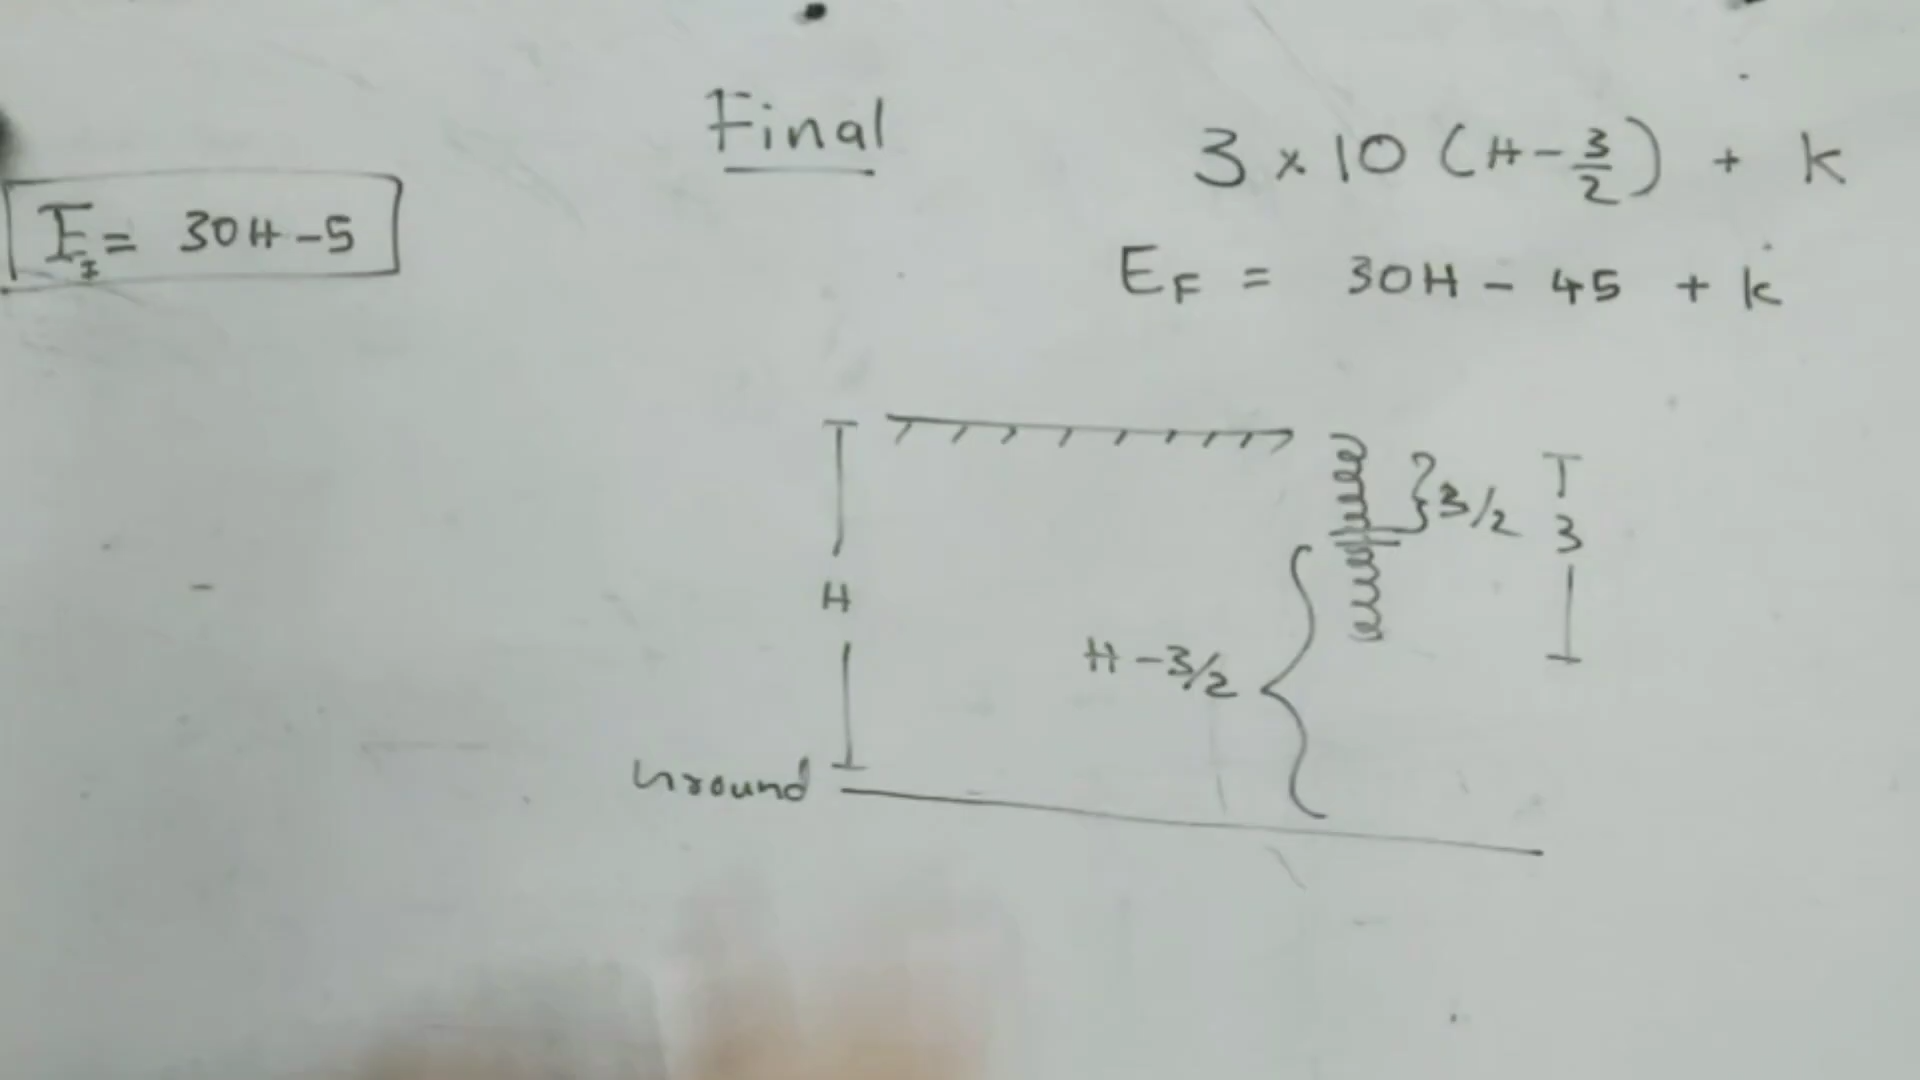 Final
3 × 10 (H - 3/2) + k
E_I = 30H - 5
E_F = 30H - 45 + k
3/2
3
H
H - 3/2
Ground